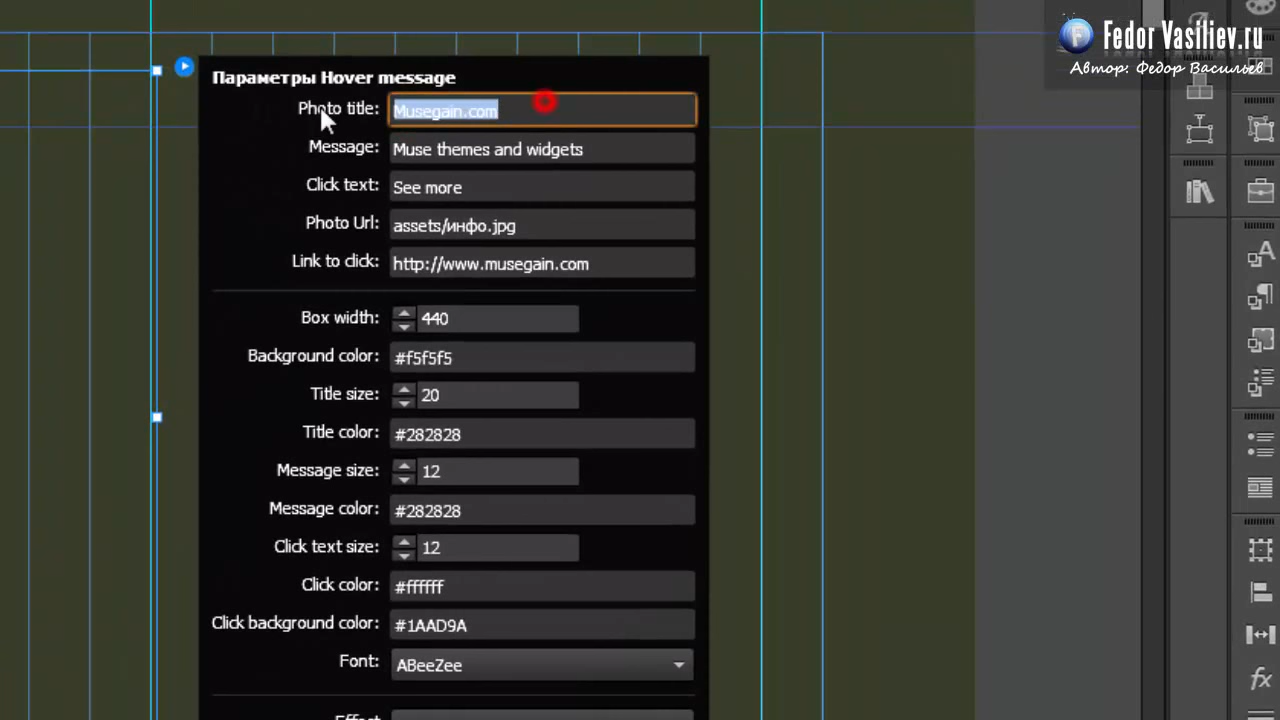 Fedor Vasiliev.ru
Автор: Федор Васильев
Параметры Hover message
Photo title: Musegain.com
Message: Muse themes and widgets
Click text: See more
Photo Url: assets/инфо.jpg
Link to click: http://www.musegain.com
Box width: 440
Background color: #f5f5f5
Title size: 20
Title color: #282828
Message size: 12
Message color: #282828
Click text size: 12
Click color: #ffffff
Click background color: #1AAD9A
Font: ABeeZee
Effect